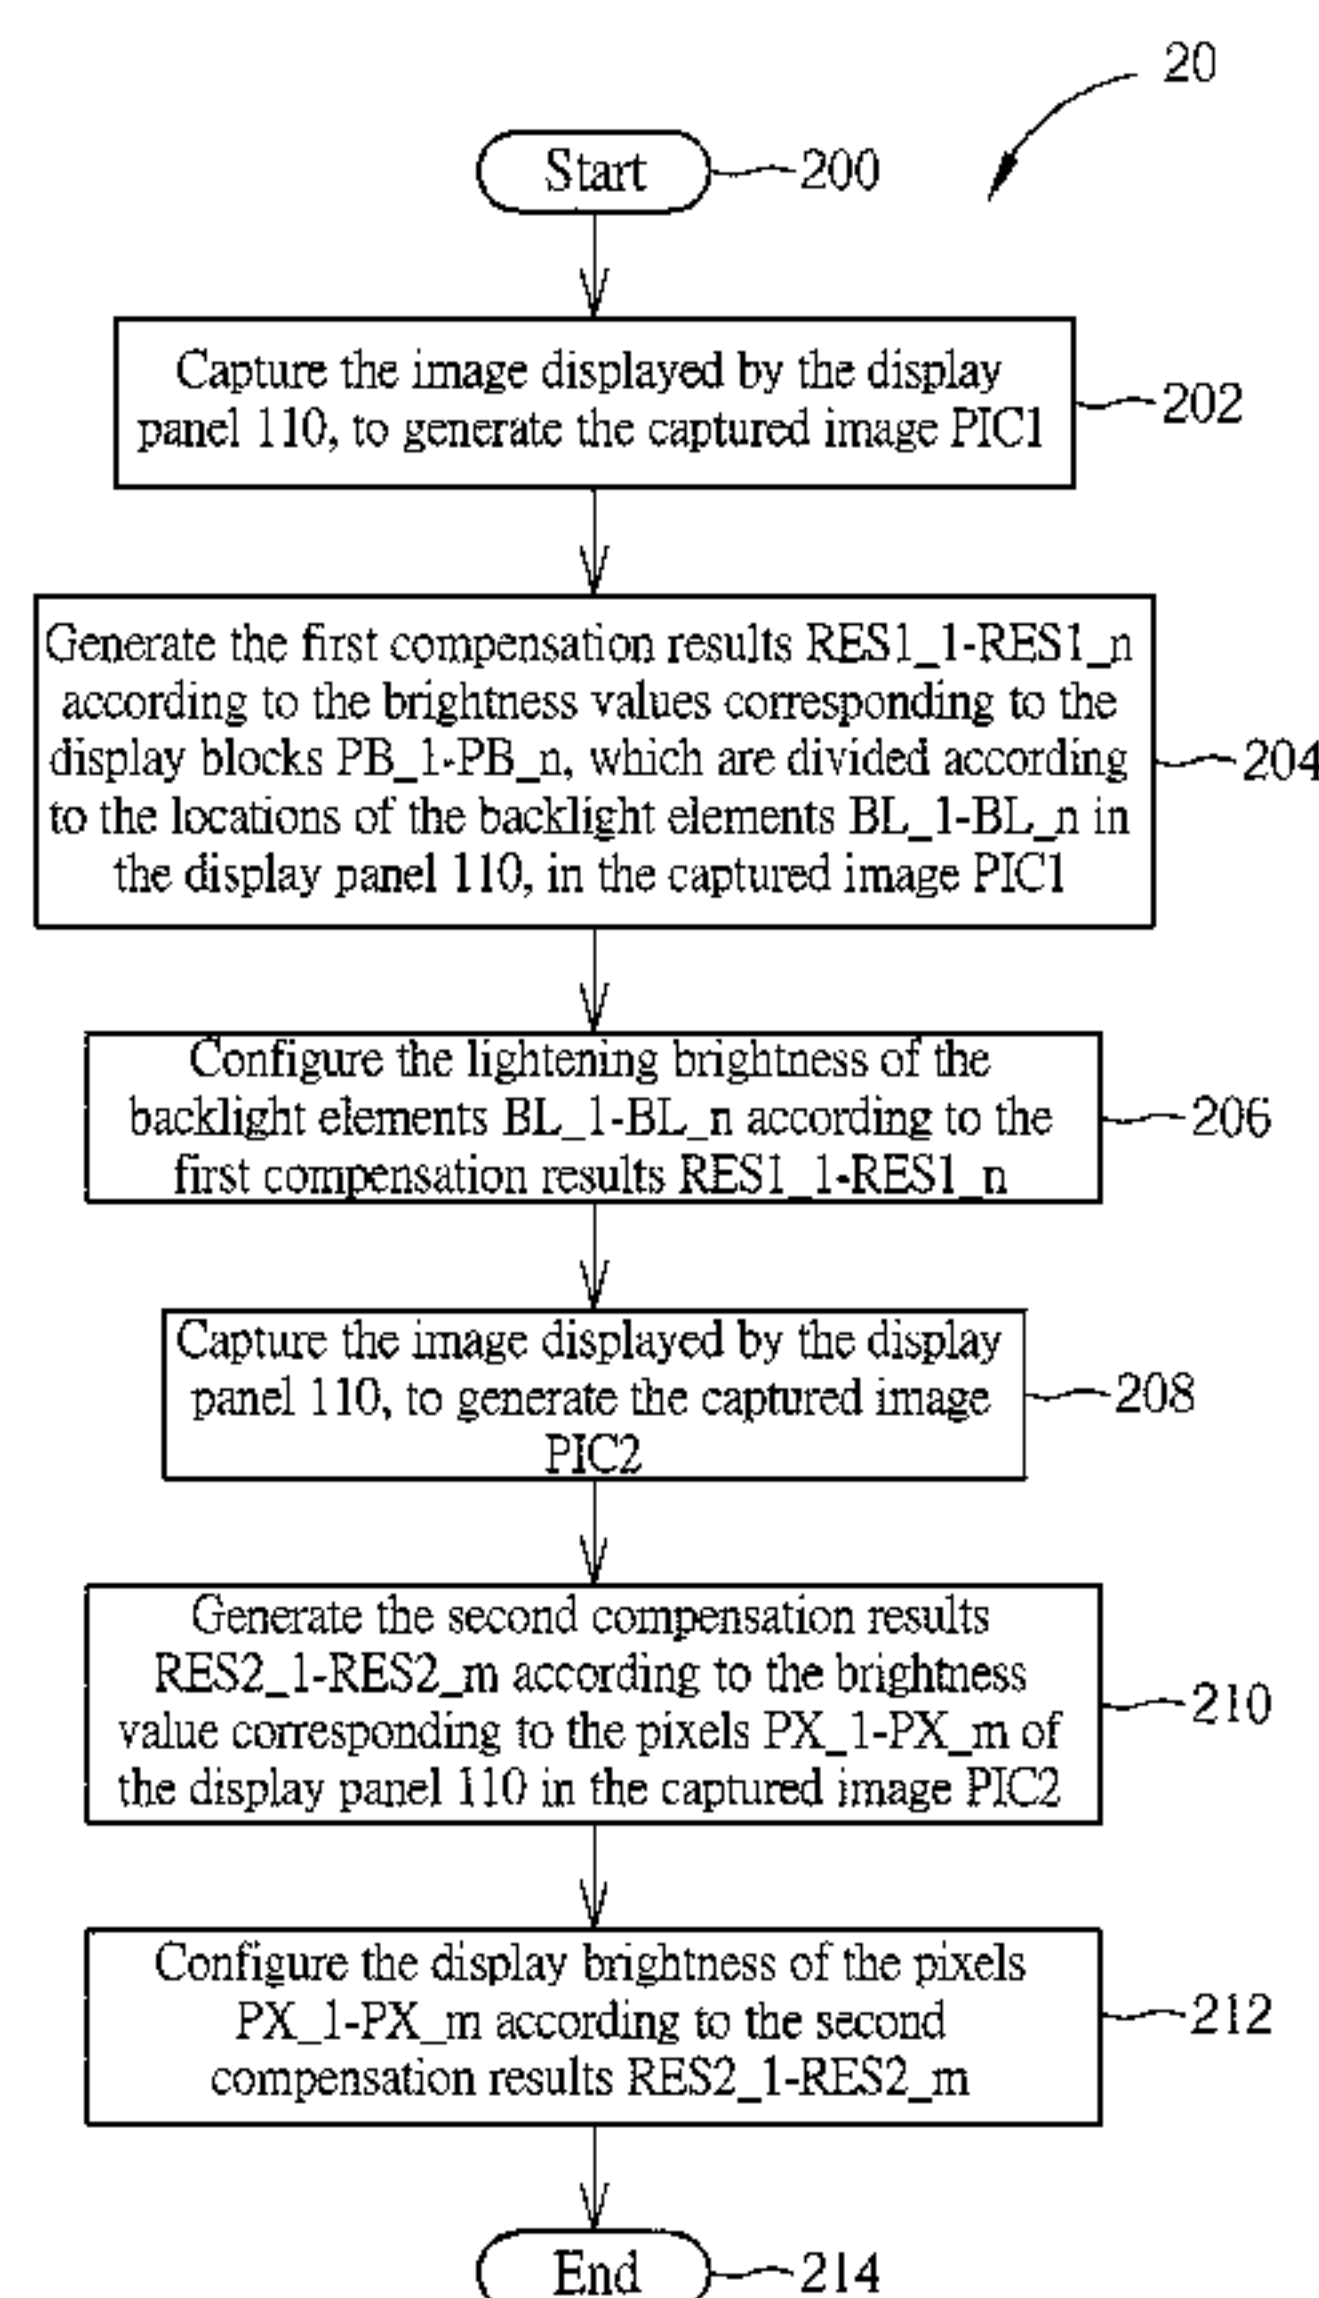 20
Start
200
Capture the image displayed by the display
panel 110, to generate the captured image PIC1
202
Generate the first compensation results RES1_1-RES1_n
according to the brightness values corresponding to the
display blocks PB_1-PB_n, which are divided according
to the locations of the backlight elements BL_1-BL_n in
the display panel 110, in the captured image PIC1
204
Configure the lightening brightness of the
backlight elements BL_1-BL_n according to the
first compensation results RES1_1-RES1_n
206
Capture the image displayed by the display
panel 110, to generate the captured image
PIC2
208
Generate the second compensation results
RES2_1-RES2_m according to the brightness
value corresponding to the pixels PX_1-PX_m of
the display panel 110 in the captured image PIC2
210
Configure the display brightness of the pixels
PX_1-PX_m according to the second
compensation results RES2_1-RES2_m
212
End
214